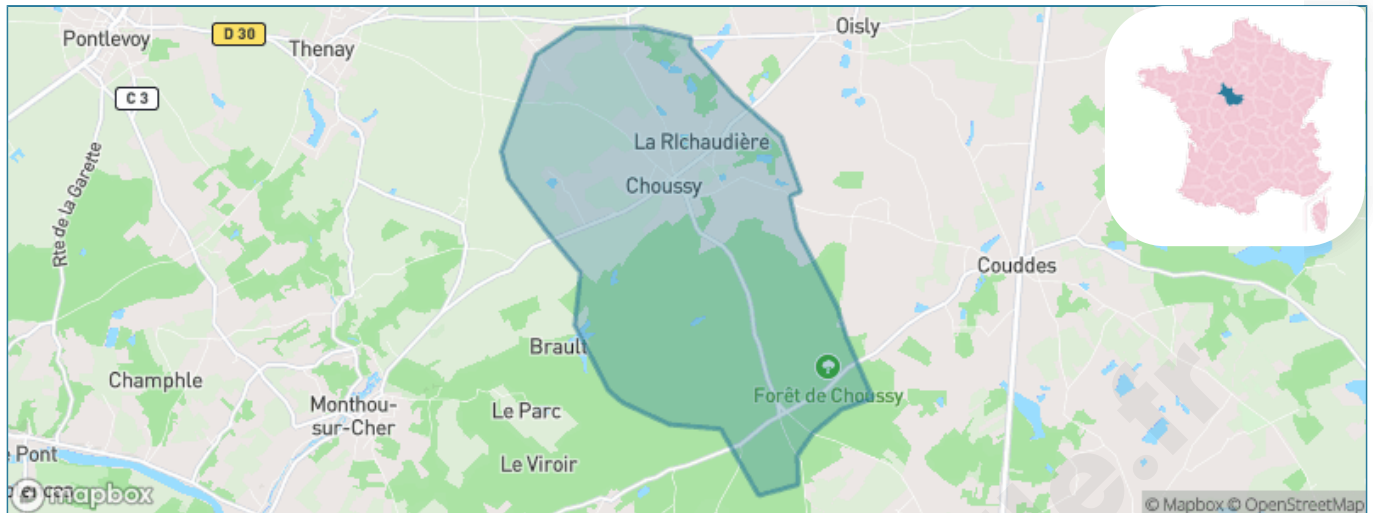 Pontlevoy
D 30
Thenay
Oisly
C 3
La RIchaudière
Choussy
Rte de la Garette
Couddes
Brault
Forêt de Choussy
Champhle
Le Parc
Monthou-
sur-Cher
Le Viroir
Pont
mapbox
© Mapbox © OpenStreetMap